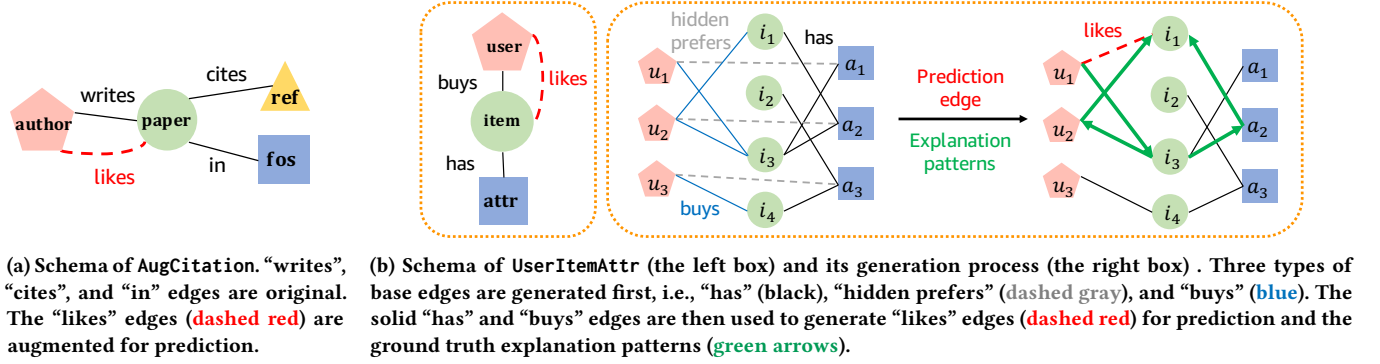 author
writes
paper
cites
ref
in
fos
likes
user
buys
item
likes
has
attr
hidden
prefers
has
u1
u2
u3
i1
i2
i3
i4
a1
a2
a3
buys
Prediction
edge
Explanation
patterns
likes
u1
u2
u3
i1
i2
i3
i4
a1
a2
a3
(a) Schema of AugCitation. “writes”,
“cites”, and “in” edges are original.
The “likes” edges (dashed red) are
augmented for prediction.
(b) Schema of UserItemAttr (the left box) and its generation process (the right box) . Three types of
base edges are generated first, i.e., “has” (black), “hidden prefers” (dashed gray), and “buys” (blue). The
solid “has” and “buys” edges are then used to generate “likes” edges (dashed red) for prediction and the
ground truth explanation patterns (green arrows).